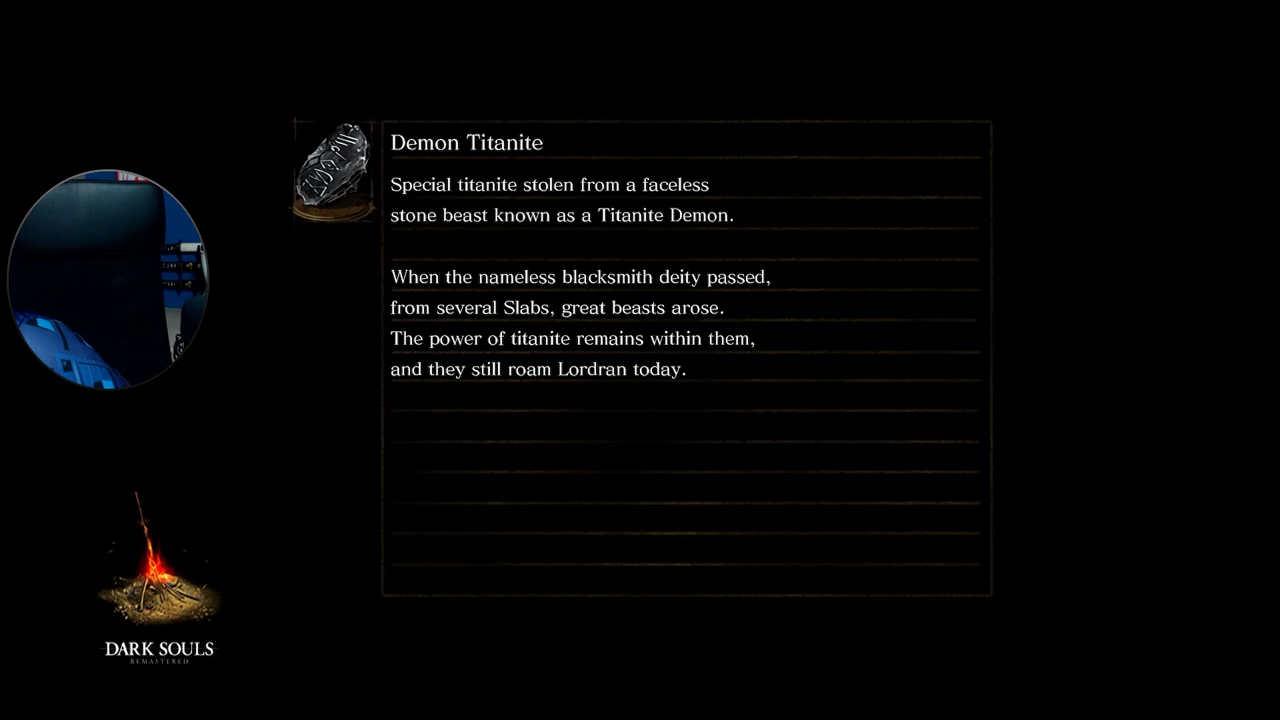 Demon Titanite
Special titanite stolen from a faceless
stone beast known as a Titanite Demon.
When the nameless blacksmith deity passed,
from several Slabs, great beasts arose.
The power of titanite remains within them,
and they still roam Lordran today.
DARK SOULS
REMASTERED